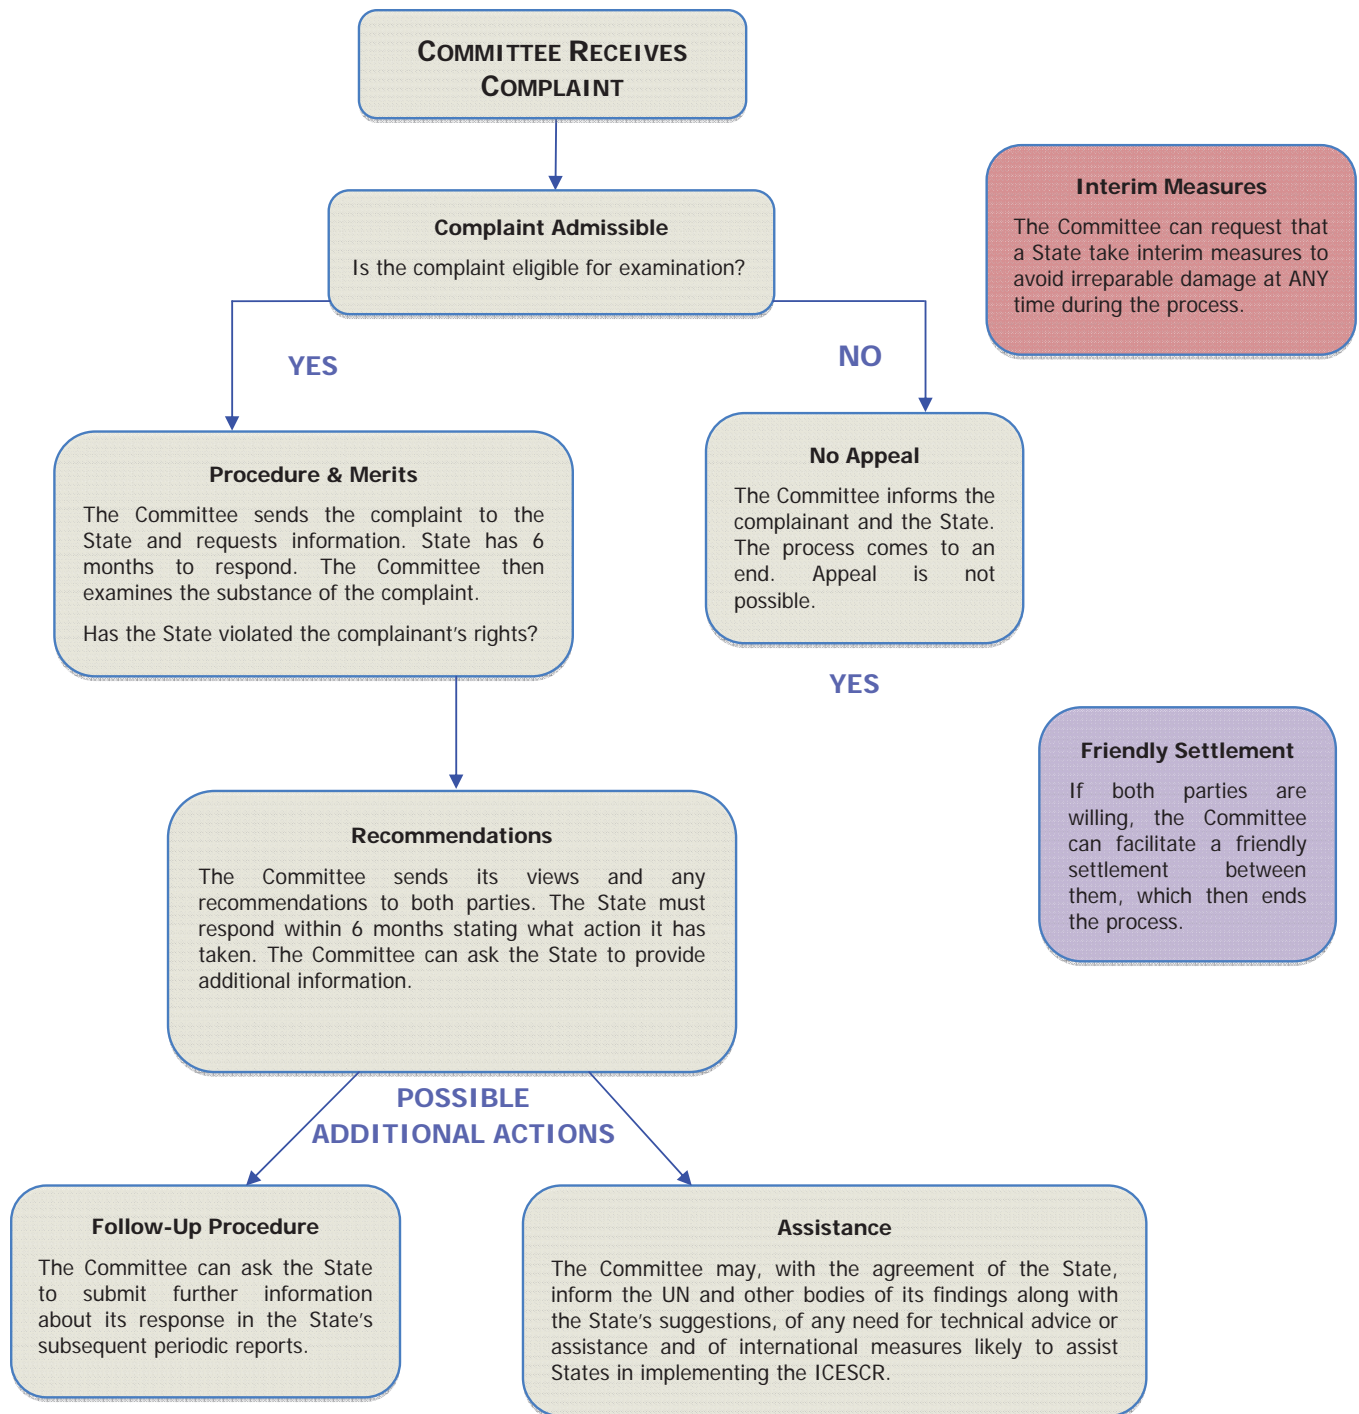 COMMITTEE RECEIVES
COMPLAINT
Complaint Admissible
Is the complaint eligible for examination?
Interim Measures
The Committee can request that
a State take interim measures to
avoid irreparable damage at ANY
time during the process.
YES
NO
Procedure & Merits
The Committee sends the complaint to the
State and requests information. State has 6
months to respond. The Committee then
examines the substance of the complaint.
Has the State violated the complainant's rights?
No Appeal
The Committee informs the
complainant and the State.
The process comes to an
end. Appeal is not
possible.
YES
Friendly Settlement
If both parties are
willing, the Committee
can facilitate a friendly
settlement between
them, which then ends
the process.
Recommendations
The Committee sends its views and any
recommendations to both parties. The State must
respond within 6 months stating what action it has
taken. The Committee can ask the State to provide
additional information.
POSSIBLE
ADDITIONAL ACTIONS
Follow-Up Procedure
The Committee can ask the State
to submit further information
about its response in the State's
subsequent periodic reports.
Assistance
The Committee may, with the agreement of the State,
inform the UN and other bodies of its findings along with
the State's suggestions, of any need for technical advice or
assistance and of international measures likely to assist
States in implementing the ICESCR.